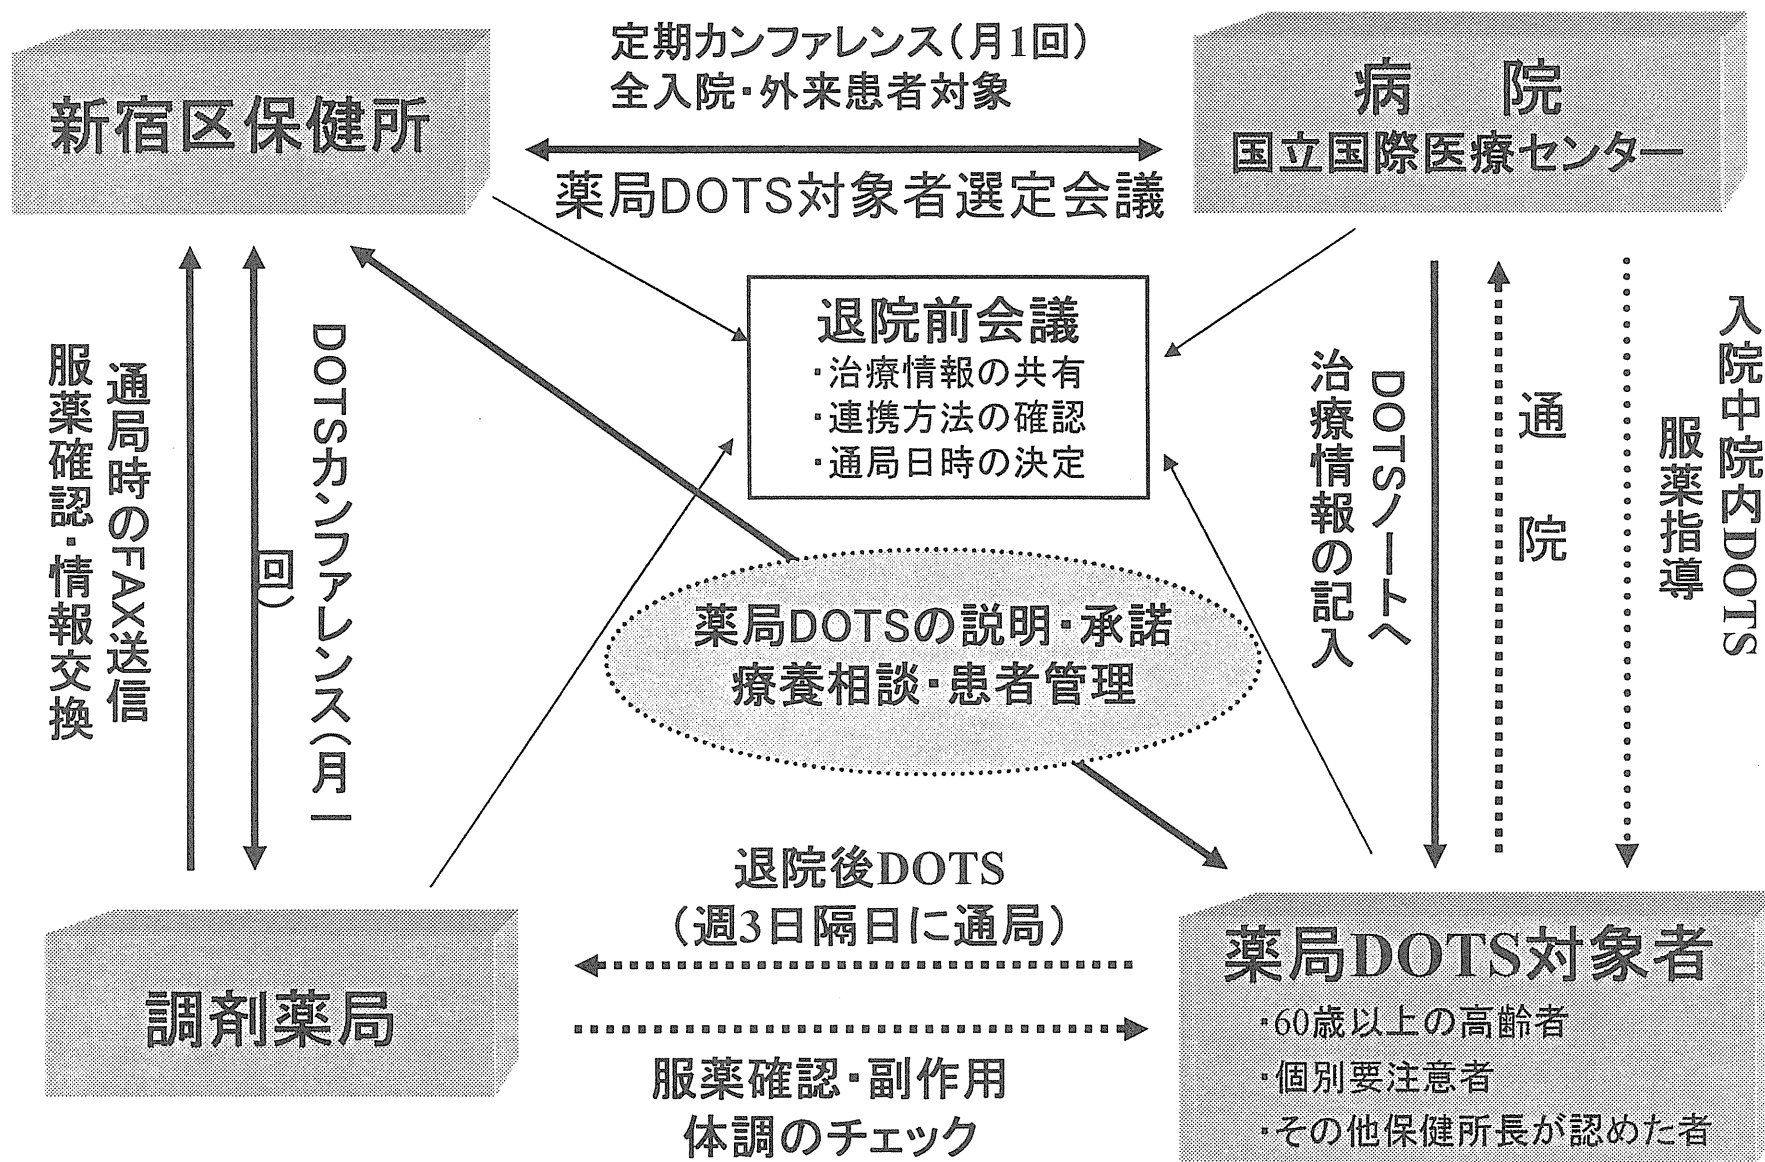 新宿区保健所
定期カンファレンス(月1回)
全入院・外来患者対象
薬局DOTS対象者選定会議
病 院
国立国際医療センター
退院前会議
・治療情報の共有
・連携方法の確認
・通局日時の決定
通局時のFAX送信
服薬確認・情報交換
DOTSカンファレンス(月一
回)
薬局DOTSの説明・承諾
療養相談・患者管理
DOTSノートへ
治療情報の記入
通 院
入院中院内DOTS
服薬指導
退院後DOTS
(週3日隔日に通局)
服薬確認・副作用
体調のチェック
調剤薬局
薬局DOTS対象者
・60歳以上の高齢者
・個別要注意者
・その他保健所長が認めた者